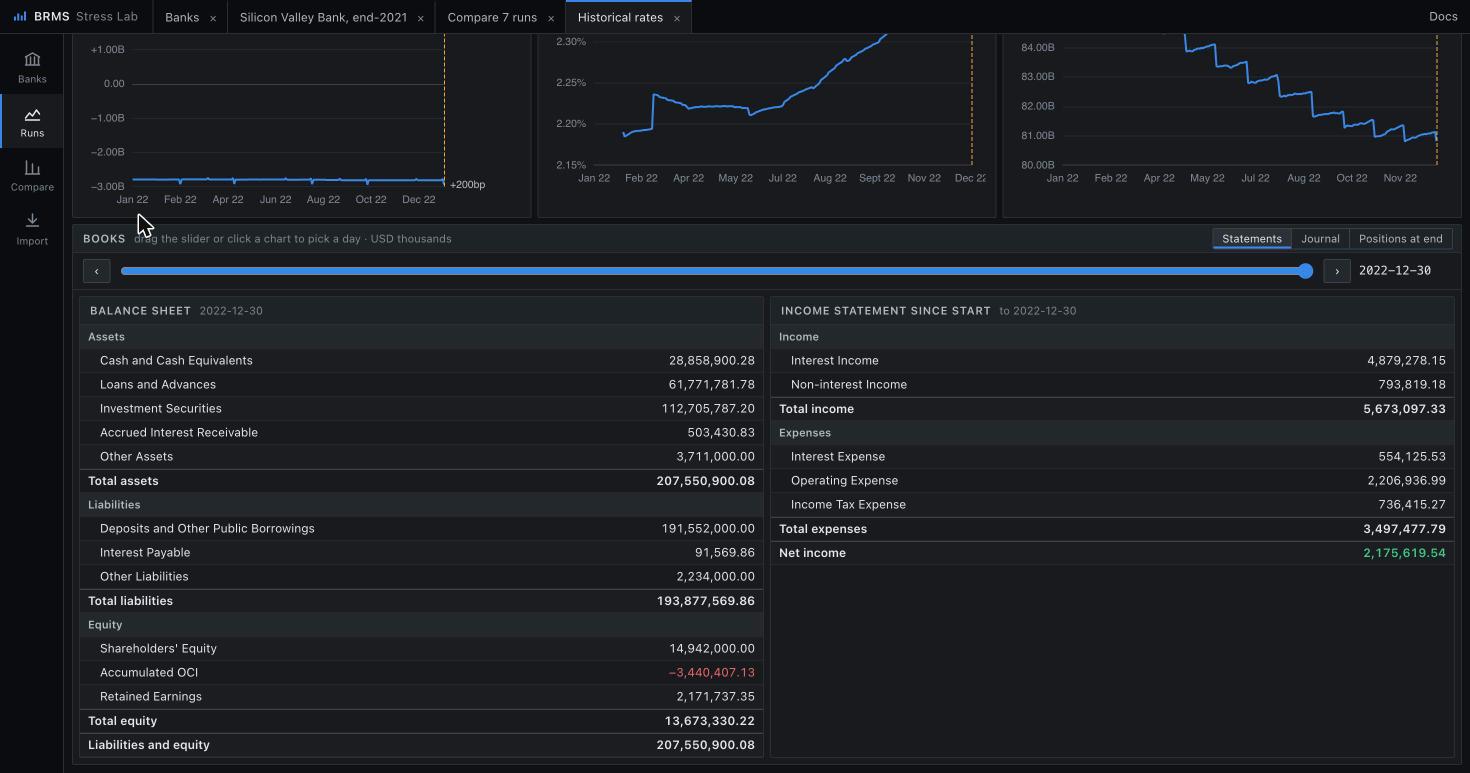 BRMS Stress Lab
Banks ×
Silicon Valley Bank, end-2021 ×
Compare 7 runs ×
Historical rates ×
Docs
Banks
Runs
Compare
Import
+1.00B
0.00
−1.00B
−2.00B
−3.00B
+200bp
Jan 22 Feb 22 Apr 22 Jun 22 Aug 22 Oct 22 Dec 22
2.30%
2.25%
2.20%
2.15%
Jan 22 Feb 22 Apr 22 May 22 Jul 22 Aug 22 Sept 22 Nov 22 Dec 22
84.00B
83.00B
82.00B
81.00B
80.00B
Jan 22 Feb 22 Apr 22 May 22 Jul 22 Aug 22 Oct 22 Nov 22
BOOKS drag the slider or click a chart to pick a day · USD thousands
Statements Journal Positions at end
‹ › 2022−12−30
BALANCE SHEET 2022-12-30
Assets
Cash and Cash Equivalents 28,858,900.28
Loans and Advances 61,771,781.78
Investment Securities 112,705,787.20
Accrued Interest Receivable 503,430.83
Other Assets 3,711,000.00
Total assets 207,550,900.08
Liabilities
Deposits and Other Public Borrowings 191,552,000.00
Interest Payable 91,569.86
Other Liabilities 2,234,000.00
Total liabilities 193,877,569.86
Equity
Shareholders' Equity 14,942,000.00
Accumulated OCI −3,440,407.13
Retained Earnings 2,171,737.35
Total equity 13,673,330.22
Liabilities and equity 207,550,900.08
INCOME STATEMENT SINCE START to 2022-12-30
Income
Interest Income 4,879,278.15
Non-interest Income 793,819.18
Total income 5,673,097.33
Expenses
Interest Expense 554,125.53
Operating Expense 2,206,936.99
Income Tax Expense 736,415.27
Total expenses 3,497,477.79
Net income 2,175,619.54